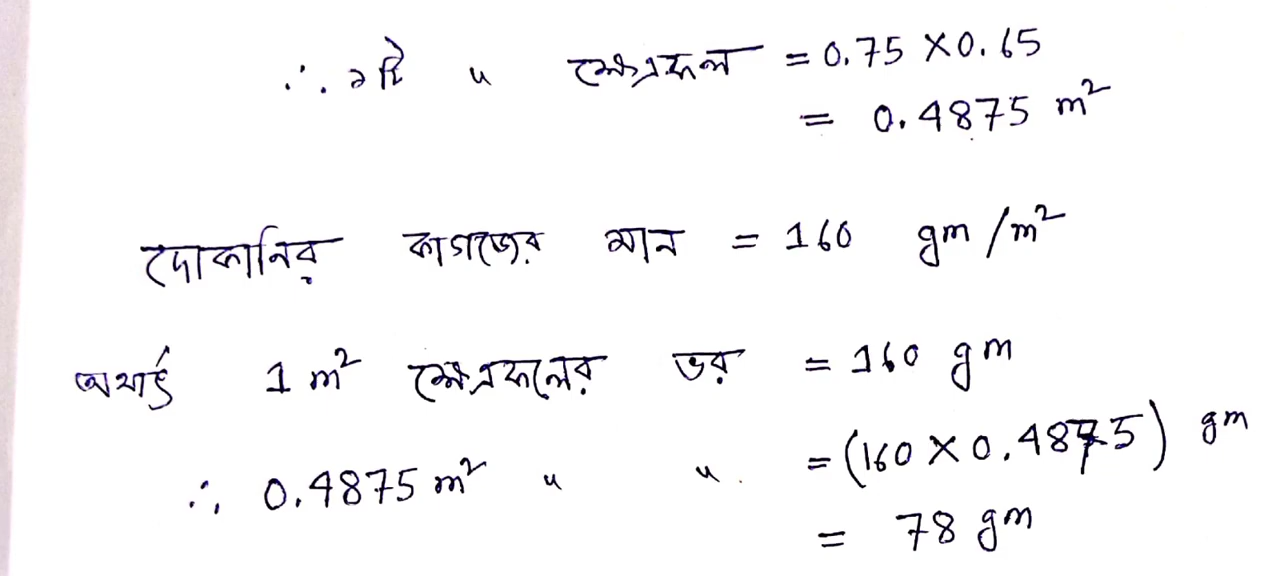 ∴ ১টি " ক্ষেত্রফল = 0.75 × 0.65
= 0.4875 m²
দোকানির কাগজের মান = 160 gm/m²
অর্থাৎ 1 m² ক্ষেত্রফলের ভর = 160 gm
∴ 0.4875 m² " " = (160 × 0.4875) gm
= 78 gm